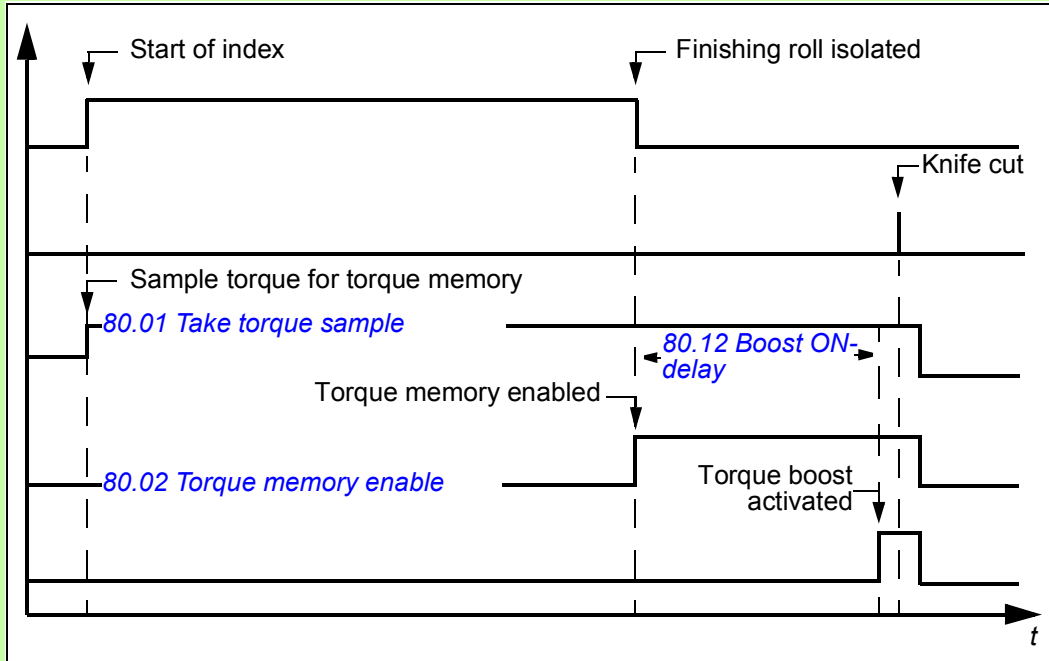 Start of index
Finishing roll isolated
Knife cut
Sample torque for torque memory
80.01 Take torque sample
80.12 Boost ON-
delay
Torque memory enabled
80.02 Torque memory enable
Torque boost
activated
t